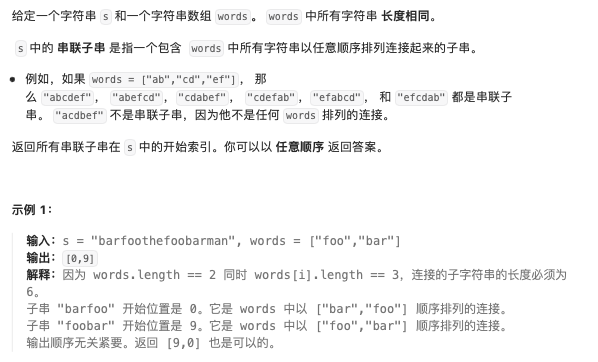 给定一个字符串 s 和一个字符串数组 words。 words 中所有字符串 长度相同。
s 中的 串联子串 是指一个包含 words 中所有字符串以任意顺序排列连接起来的子串。
例如，如果 words = ["ab","cd","ef"]， 那
么 "abcdef"， "abefcd"， "cdabef"， "cdefab"， "efabcd"， 和 "efcdab" 都是串联子
串。 "acdbef" 不是串联子串，因为他不是任何 words 排列的连接。
返回所有串联子串在 s 中的开始索引。你可以以 任意顺序 返回答案。
示例 1：
输入：s = "barfoothefoobarman", words = ["foo","bar"]
输出：[0,9]
解释：因为 words.length == 2 同时 words[i].length == 3，连接的子字符串的长度必须为
6。
子串 "barfoo" 开始位置是 0。它是 words 中以 ["bar","foo"] 顺序排列的连接。
子串 "foobar" 开始位置是 9。它是 words 中以 ["foo","bar"] 顺序排列的连接。
输出顺序无关紧要。返回 [9,0] 也是可以的。